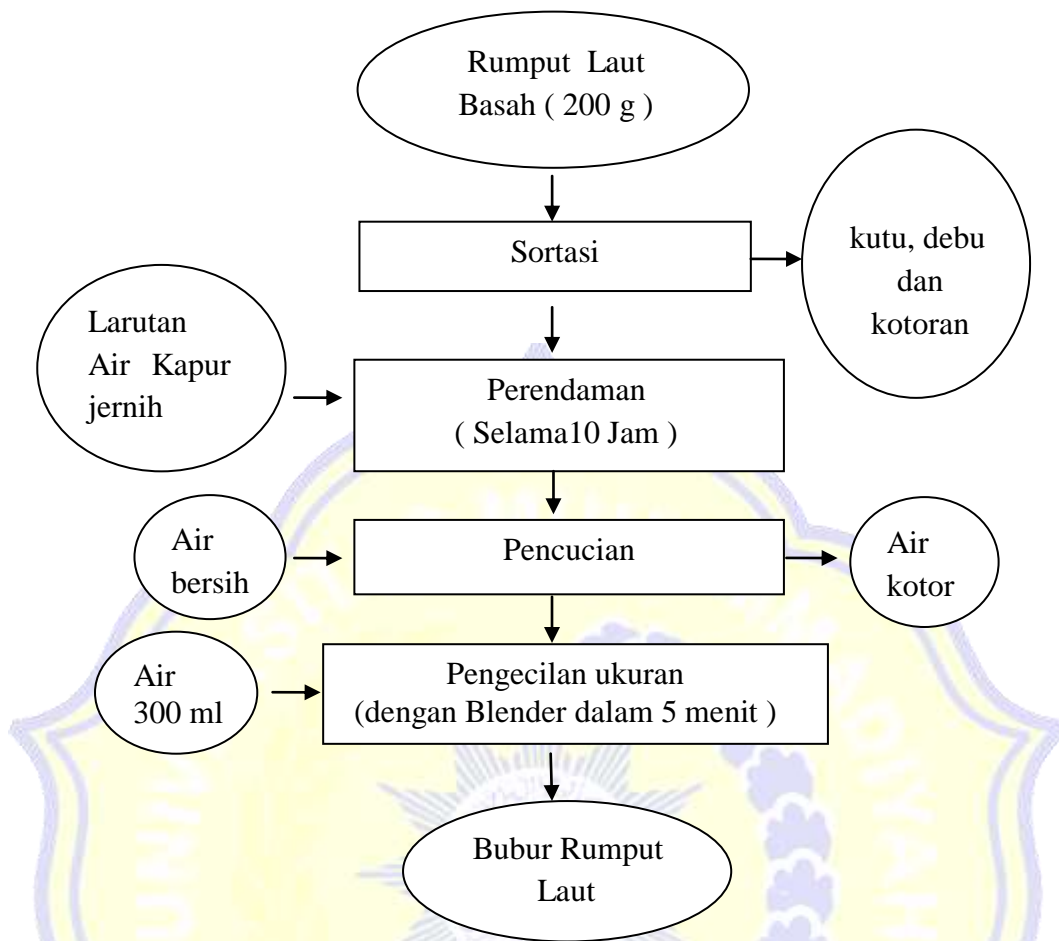 Rumput Laut
Basah ( 200 g )
Sortasi
kutu, debu
dan
kotoran
Larutan
Air Kapur
jernih
Perendaman
( Selama10 Jam )
Air
bersih
Pencucian
Air
kotor
Air
300 ml
Pengecilan ukuran
(dengan Blender dalam 5 menit )
Bubur Rumput
Laut